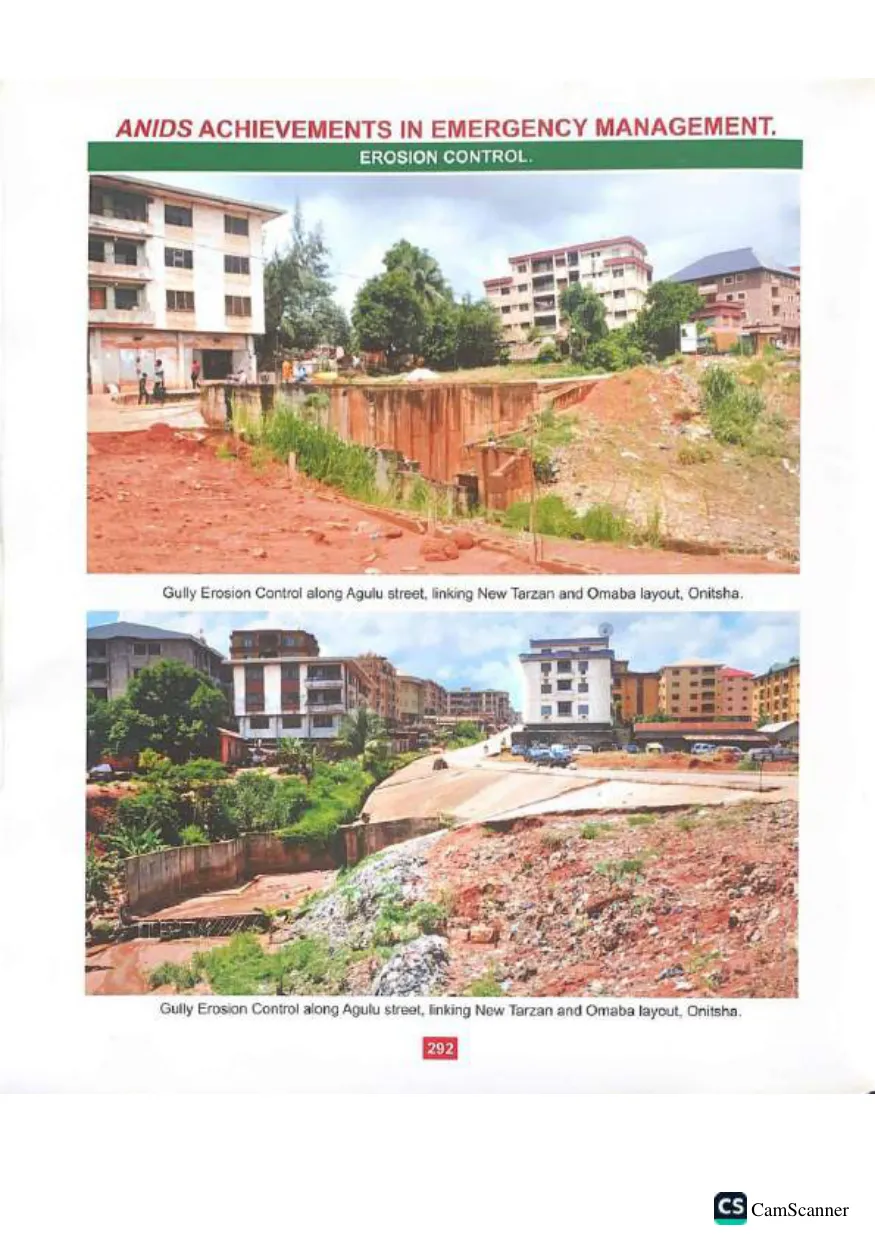 ANIDS ACHIEVEMENTS IN EMERGENCY MANAGEMENT.
EROSION CONTROL.
Gully Erosion Control along Agulu street, linking New Tarzan and Omaba layout, Onitsha.
Gully Erosion Control along Agulu street, linking New Tarzan and Omaba layout, Onitsha.
292
CS CamScanner